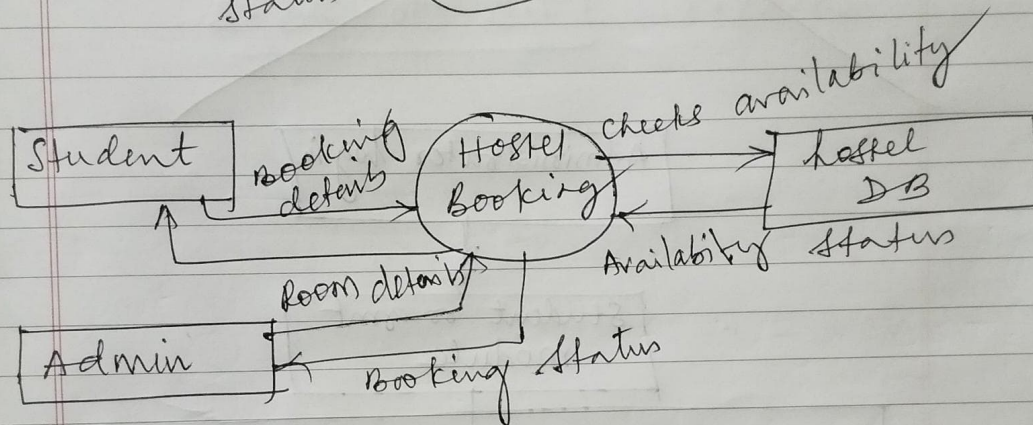 Student
Booking
details
Hostel
Booking
Checks availability
hostel
DB
Availability Status
Room details
Admin
Booking Status